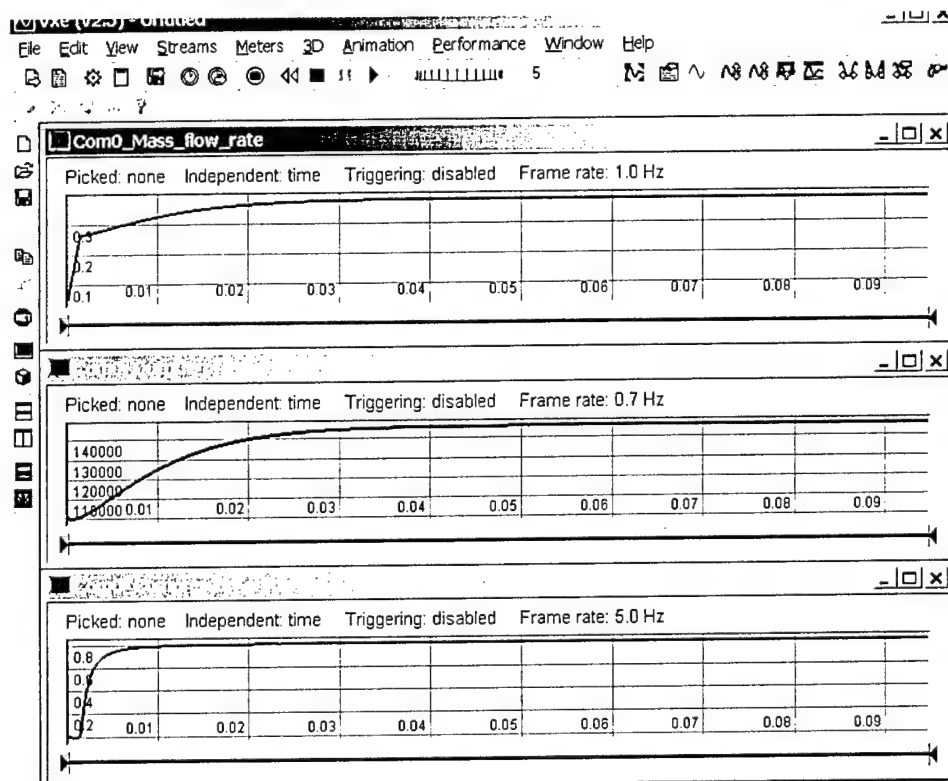 Vxe (v2.5) - Untitled
File Edit View Streams Meters 3D Animation Performance Window Help
5
Com0_Mass_flow_rate
Picked: none Independent: time Triggering: disabled Frame rate: 1.0 Hz
0.3
0.2
0.1 0.01 0.02 0.03 0.04 0.05 0.06 0.07 0.08 0.09
Picked: none Independent: time Triggering: disabled Frame rate: 0.7 Hz
140000
130000
120000
110000 0.01 0.02 0.03 0.04 0.05 0.06 0.07 0.08 0.09
Picked: none Independent: time Triggering: disabled Frame rate: 5.0 Hz
0.8
0.6
0.4
0.2 0.01 0.02 0.03 0.04 0.05 0.06 0.07 0.08 0.09